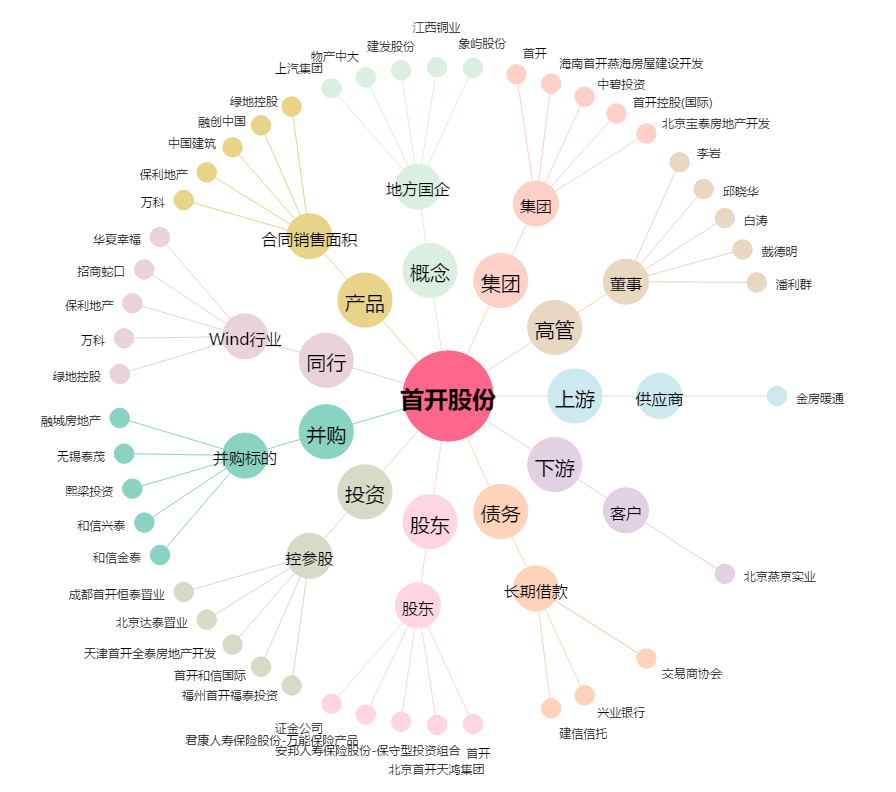 首开股份
概念
地方国企
上汽集团
物产中大
建发股份
江西铜业
象屿股份
集团
集团
首开
海南首开燕海房屋建设开发
中碧投资
首开控股(国际)
北京宝泰房地产开发
高管
董事
李岩
邱晓华
白涛
戴德明
潘利群
上游
供应商
金房暖通
下游
客户
北京燕京实业
债务
长期借款
交易商协会
兴业银行
建信信托
股东
股东
首开
北京首开天鸿集团
安邦人寿保险股份-保守型投资组合
君康人寿保险股份-万能保险产品
证金公司
投资
控参股
福州首开福泰投资
首开和信国际
天津首开全泰房地产开发
北京达泰置业
成都首开恒泰置业
并购
并购标的
和信金泰
和信兴泰
熙梁投资
无锡泰茂
融城房地产
同行
Wind行业
绿地控股
万科
保利地产
招商蛇口
华夏幸福
产品
合同销售面积
万科
保利地产
中国建筑
融创中国
绿地控股